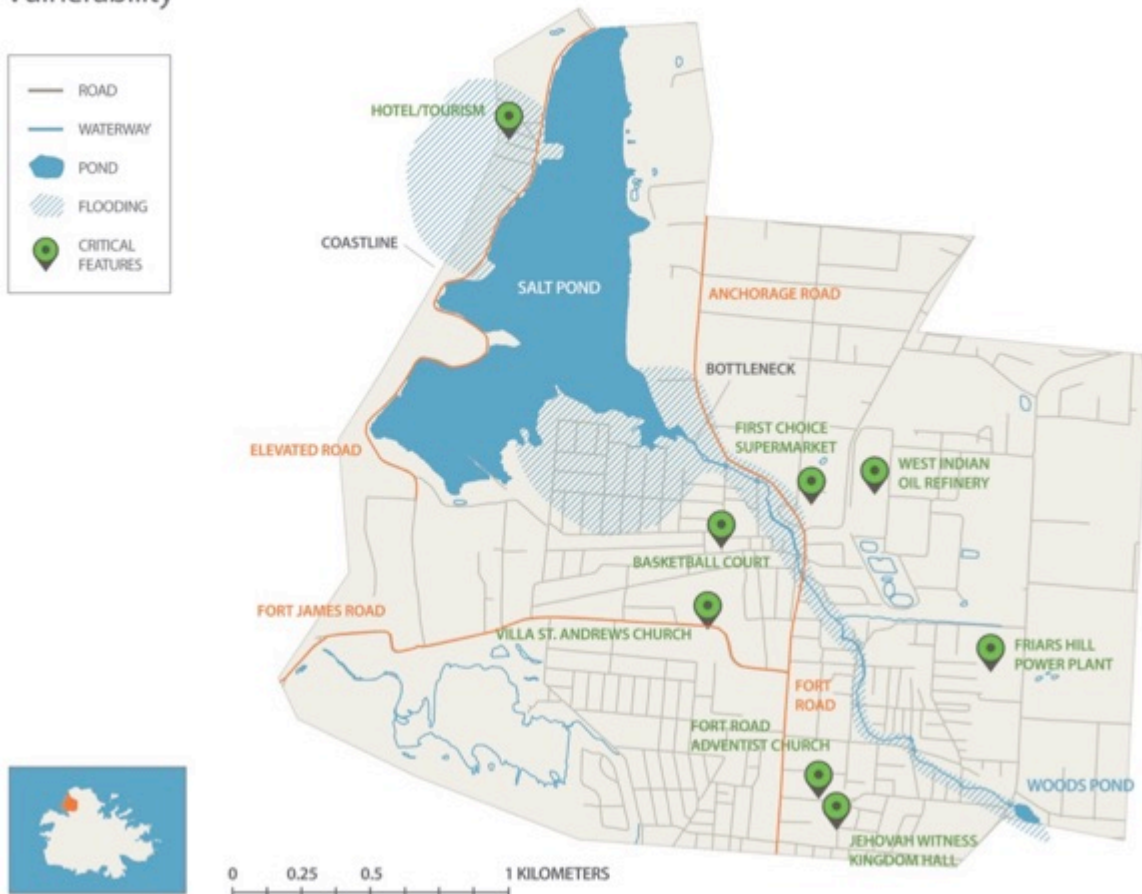 Vulnerability
ROAD
WATERWAY
POND
FLOODING
CRITICAL
FEATURES
HOTEL/TOURISM
COASTLINE
SALT POND
ANCHORAGE ROAD
BOTTLENECK
FIRST CHOICE
SUPERMARKET
ELEVATED ROAD
WEST INDIAN
OIL REFINERY
BASKETBALL COURT
FORT JAMES ROAD
VILLA ST. ANDREWS CHURCH
FRIARS HILL
POWER PLANT
FORT
ROAD
FORT ROAD
ADVENTIST CHURCH
WOODS POND
JEHOVAH WITNESS
KINGDOM HALL
0 0.25 0.5 1 KILOMETERS